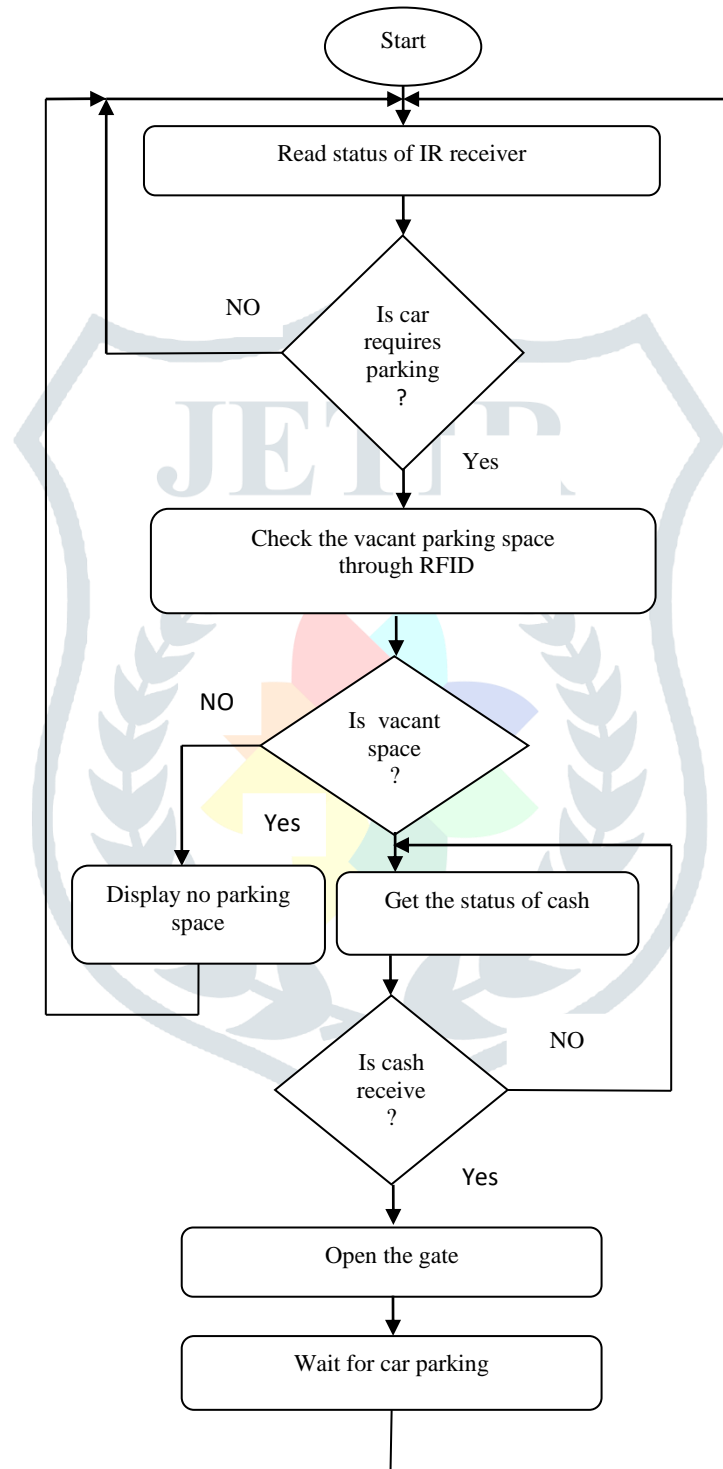 Start
Read status of IR receiver
NO
Is car
requires
parking
?
Yes
Check the vacant parking space
through RFID
NO
Is vacant
space
?
Yes
Display no parking
space
Get the status of cash
Is cash
receive
?
NO
Yes
Open the gate
Wait for car parking